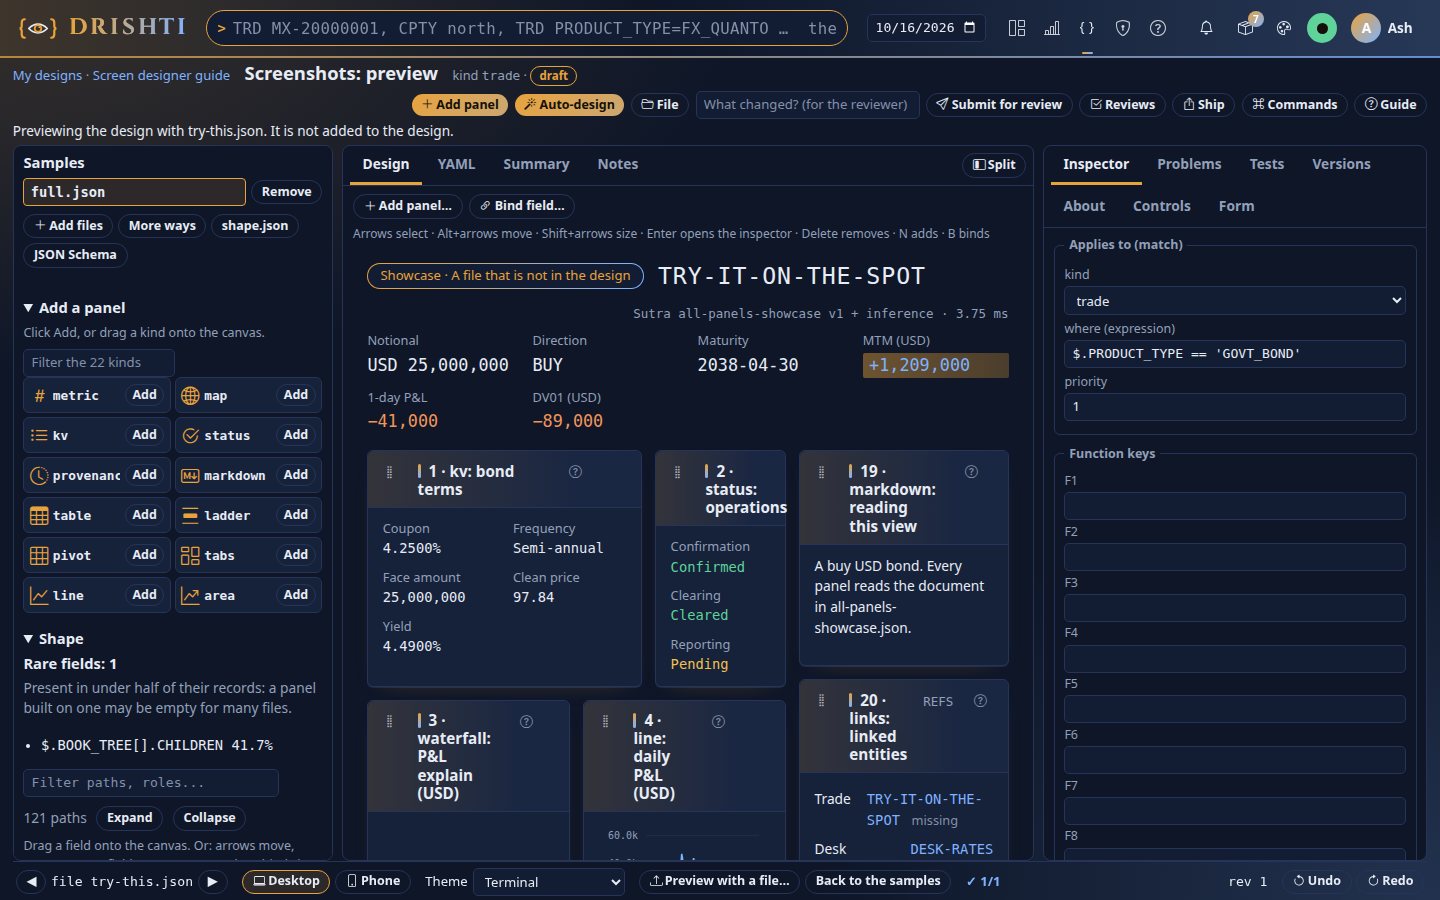 DRISHTI
> TRD MX-20000001, CPTY north, TRD PRODUCT_TYPE=FX_QUANTO … the
10/16/2026
7
A Ash
My designs · Screen designer guide Screenshots: preview kind trade · draft
+ Add panel Auto-design File What changed? (for the reviewer) Submit for review Reviews Ship Commands Guide
Previewing the design with try-this.json. It is not added to the design.
Samples
full.json Remove
+ Add files More ways shape.json
JSON Schema
▼ Add a panel
Click Add, or drag a kind onto the canvas.
Filter the 22 kinds
# metric Add map Add
kv Add status Add
provenanc Add markdown Add
table Add ladder Add
pivot Add tabs Add
line Add area Add
▼ Shape
Rare fields: 1
Present in under half of their records: a panel
built on one may be empty for many files.
• $.BOOK_TREE[].CHILDREN 41.7%
Filter paths, roles...
121 paths Expand Collapse
Drag a field onto the canvas. Or: arrows move,
Design YAML Summary Notes Split
+ Add panel... Bind field...
Arrows select · Alt+arrows move · Shift+arrows size · Enter opens the inspector · Delete removes · N adds · B binds
Showcase · A file that is not in the design TRY-IT-ON-THE-SPOT
Sutra all-panels-showcase v1 + inference · 3.75 ms
Notional Direction Maturity MTM (USD)
USD 25,000,000 BUY 2038-04-30 +1,209,000
1-day P&L DV01 (USD)
−41,000 −89,000
1 · kv: bond
terms
Coupon Frequency
4.2500% Semi-annual
Face amount Clean price
25,000,000 97.84
Yield
4.4900%
2 ·
status:
operations
Confirmation
Confirmed
Clearing
Cleared
Reporting
Pending
19 ·
markdown:
reading
this view
A buy USD bond. Every
panel reads the document
in all-panels-
showcase.json.
3 ·
waterfall:
P&L
explain
(USD)
4 ·
line:
daily
P&L
(USD)
60.0k
20 · REFS
links:
linked
entities
Trade TRY-IT-ON-THE-
SPOT missing
Desk DESK-RATES
Inspector Problems Tests Versions
About Controls Form
Applies to (match)
kind
trade
where (expression)
$.PRODUCT_TYPE == 'GOVT_BOND'
priority
1
Function keys
F1
F2
F3
F4
F5
F6
F7
F8
◀ file try-this.json ▶ Desktop Phone Theme Terminal Preview with a file... Back to the samples ✓ 1/1 rev 1 Undo Redo